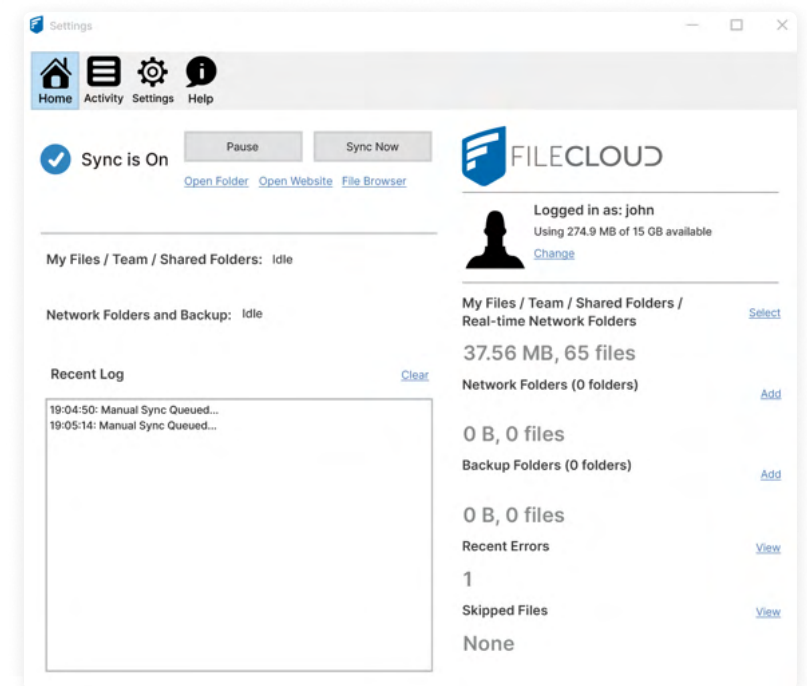 Settings
Home Activity Settings Help
Sync is On
Pause
Sync Now
Open Folder Open Website File Browser
My Files / Team / Shared Folders: Idle
Network Folders and Backup: Idle
Recent Log
Clear
19:04:50: Manual Sync Queued...
19:05:14: Manual Sync Queued...
FILECLOUD
Logged in as: john
Using 274.9 MB of 15 GB available
Change
My Files / Team / Shared Folders /
Real-time Network Folders
Select
37.56 MB, 65 files
Network Folders (0 folders)
Add
0 B, 0 files
Backup Folders (0 folders)
Add
0 B, 0 files
Recent Errors
View
1
Skipped Files
View
None